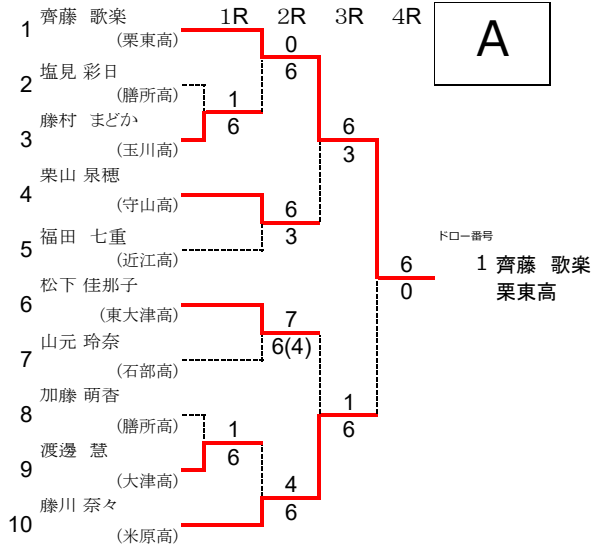 1R 2R 3R 4R
A
1 齊藤 歌楽
(栗東高)
0
6
2 塩見 彩日
(膳所高)
1
6
3 藤村 まどか
(玉川高)
6
3
4 栗山 泉穂
(守山高)
6
3
5 福田 七重
(近江高)
ドロー番号
1 齊藤 歌楽
栗東高
6
0
6 松下 佳那子
(東大津高)
7
6(4)
7 山元 玲奈
(石部高)
8 加藤 萌香
(膳所高)
1
6
1
6
9 渡邊 慧
(大津高)
4
6
10 藤川 奈々
(米原高)